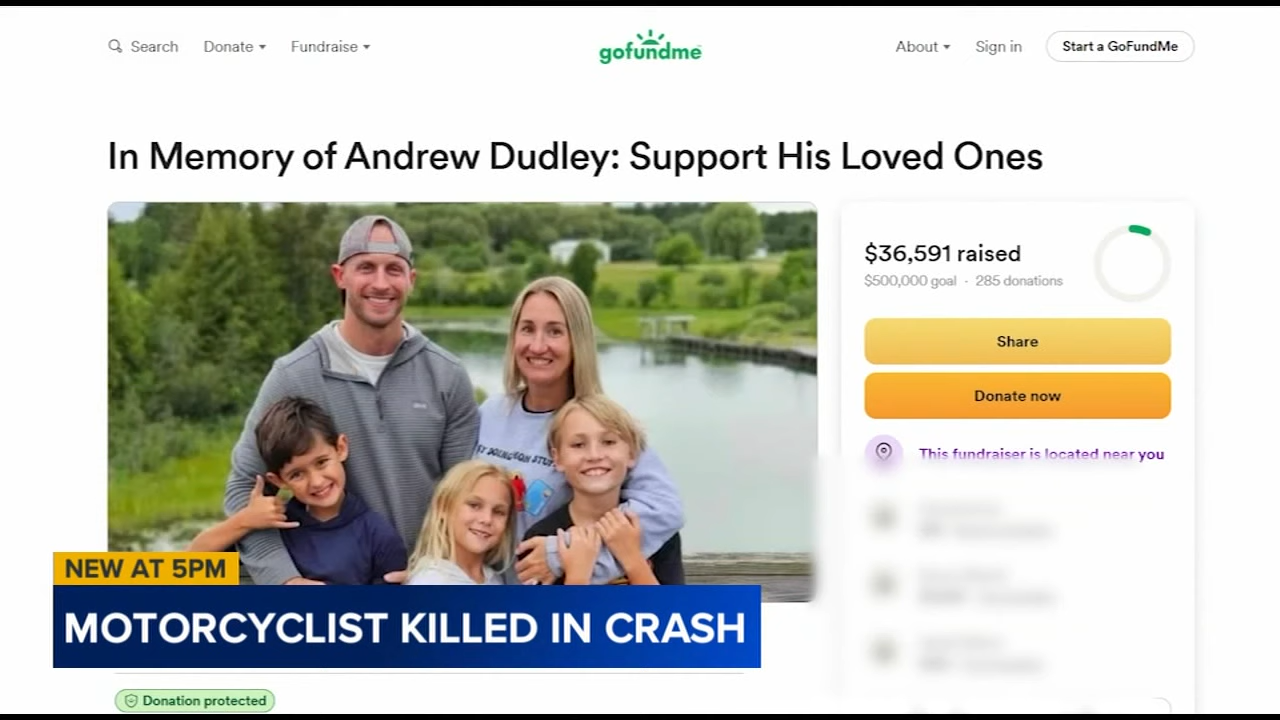 Search
Donate
Fundraise
gofundme
About
Sign in
Start a GoFundMe
In Memory of Andrew Dudley: Support His Loved Ones
$36,591 raised
$500,000 goal · 285 donations
Share
Donate now
This fundraiser is located near you
NEW AT 5PM
MOTORCYCLIST KILLED IN CRASH
Donation protected